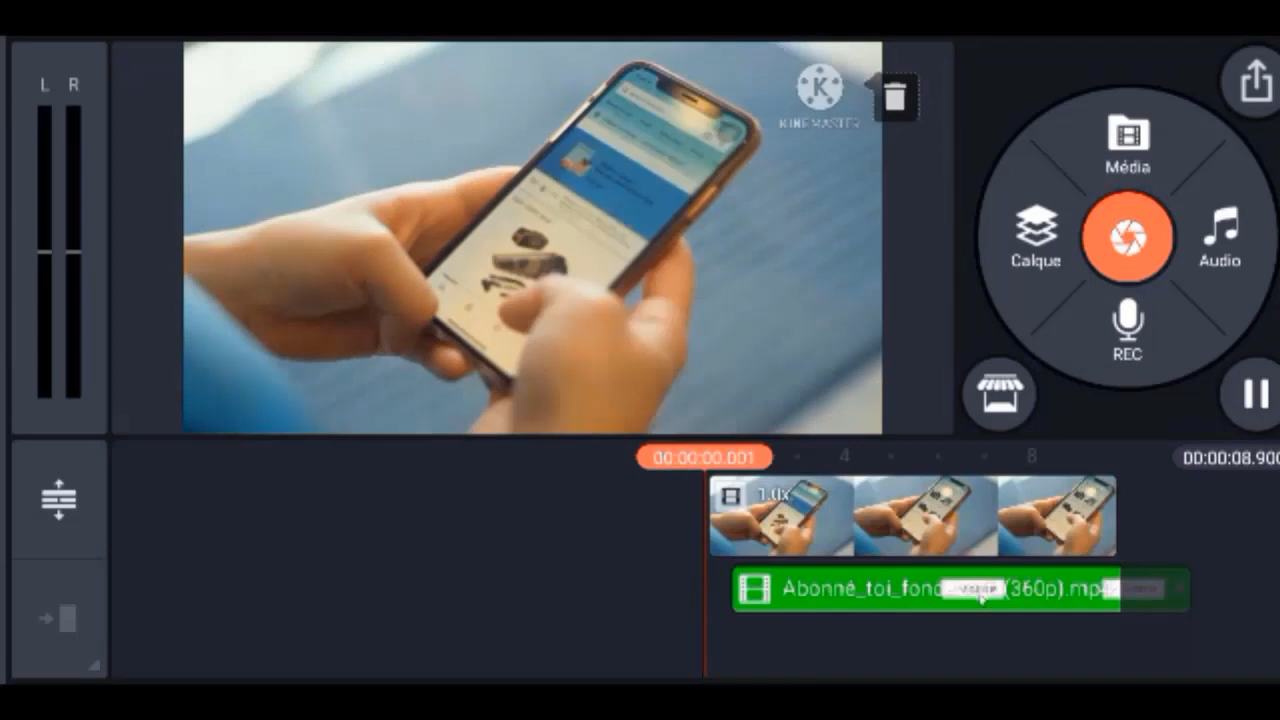 L R
KINEMASTER
Média
Calque
Audio
REC
00:00:00.001
4
8
00:00:08.900
1.0x
Abonné_toi_fond
(360p).mp4